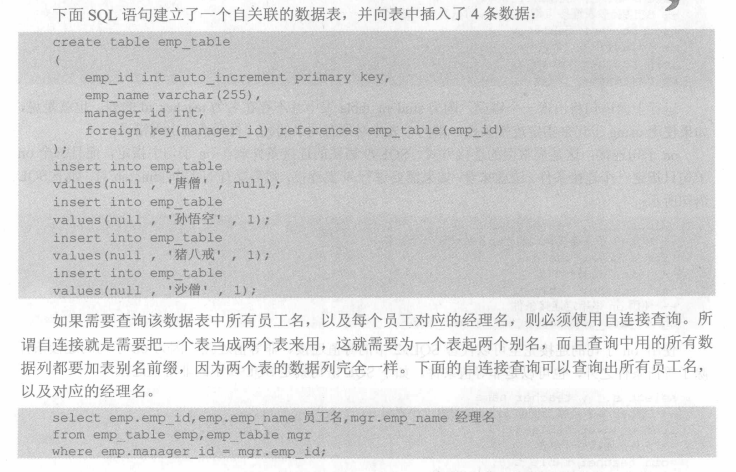 下面 SQL 语句建立了一个自关联的数据表，并向表中插入了 4 条数据：
create table emp_table
(
emp_id int auto_increment primary key,
emp_name varchar(255),
manager_id int,
foreign key(manager_id) references emp_table(emp_id)
);
insert into emp_table
values(null , '唐僧' , null);
insert into emp_table
values(null , '孙悟空' , 1);
insert into emp_table
values(null , '猪八戒' , 1);
insert into emp_table
values(null , '沙僧' , 1);
如果需要查询该数据表中所有员工名，以及每个员工对应的经理名，则必须使用自连接查询。所
谓自连接就是需要把一个表当成两个表来用，这就需要为一个表起两个别名，而且查询中用的所有数
据列都要加表别名前缀，因为两个表的数据列完全一样。下面的自连接查询可以查询出所有员工名，
以及对应的经理名。
select emp.emp_id,emp.emp_name 员工名,mgr.emp_name 经理名
from emp_table emp,emp_table mgr
where emp.manager_id = mgr.emp_id;